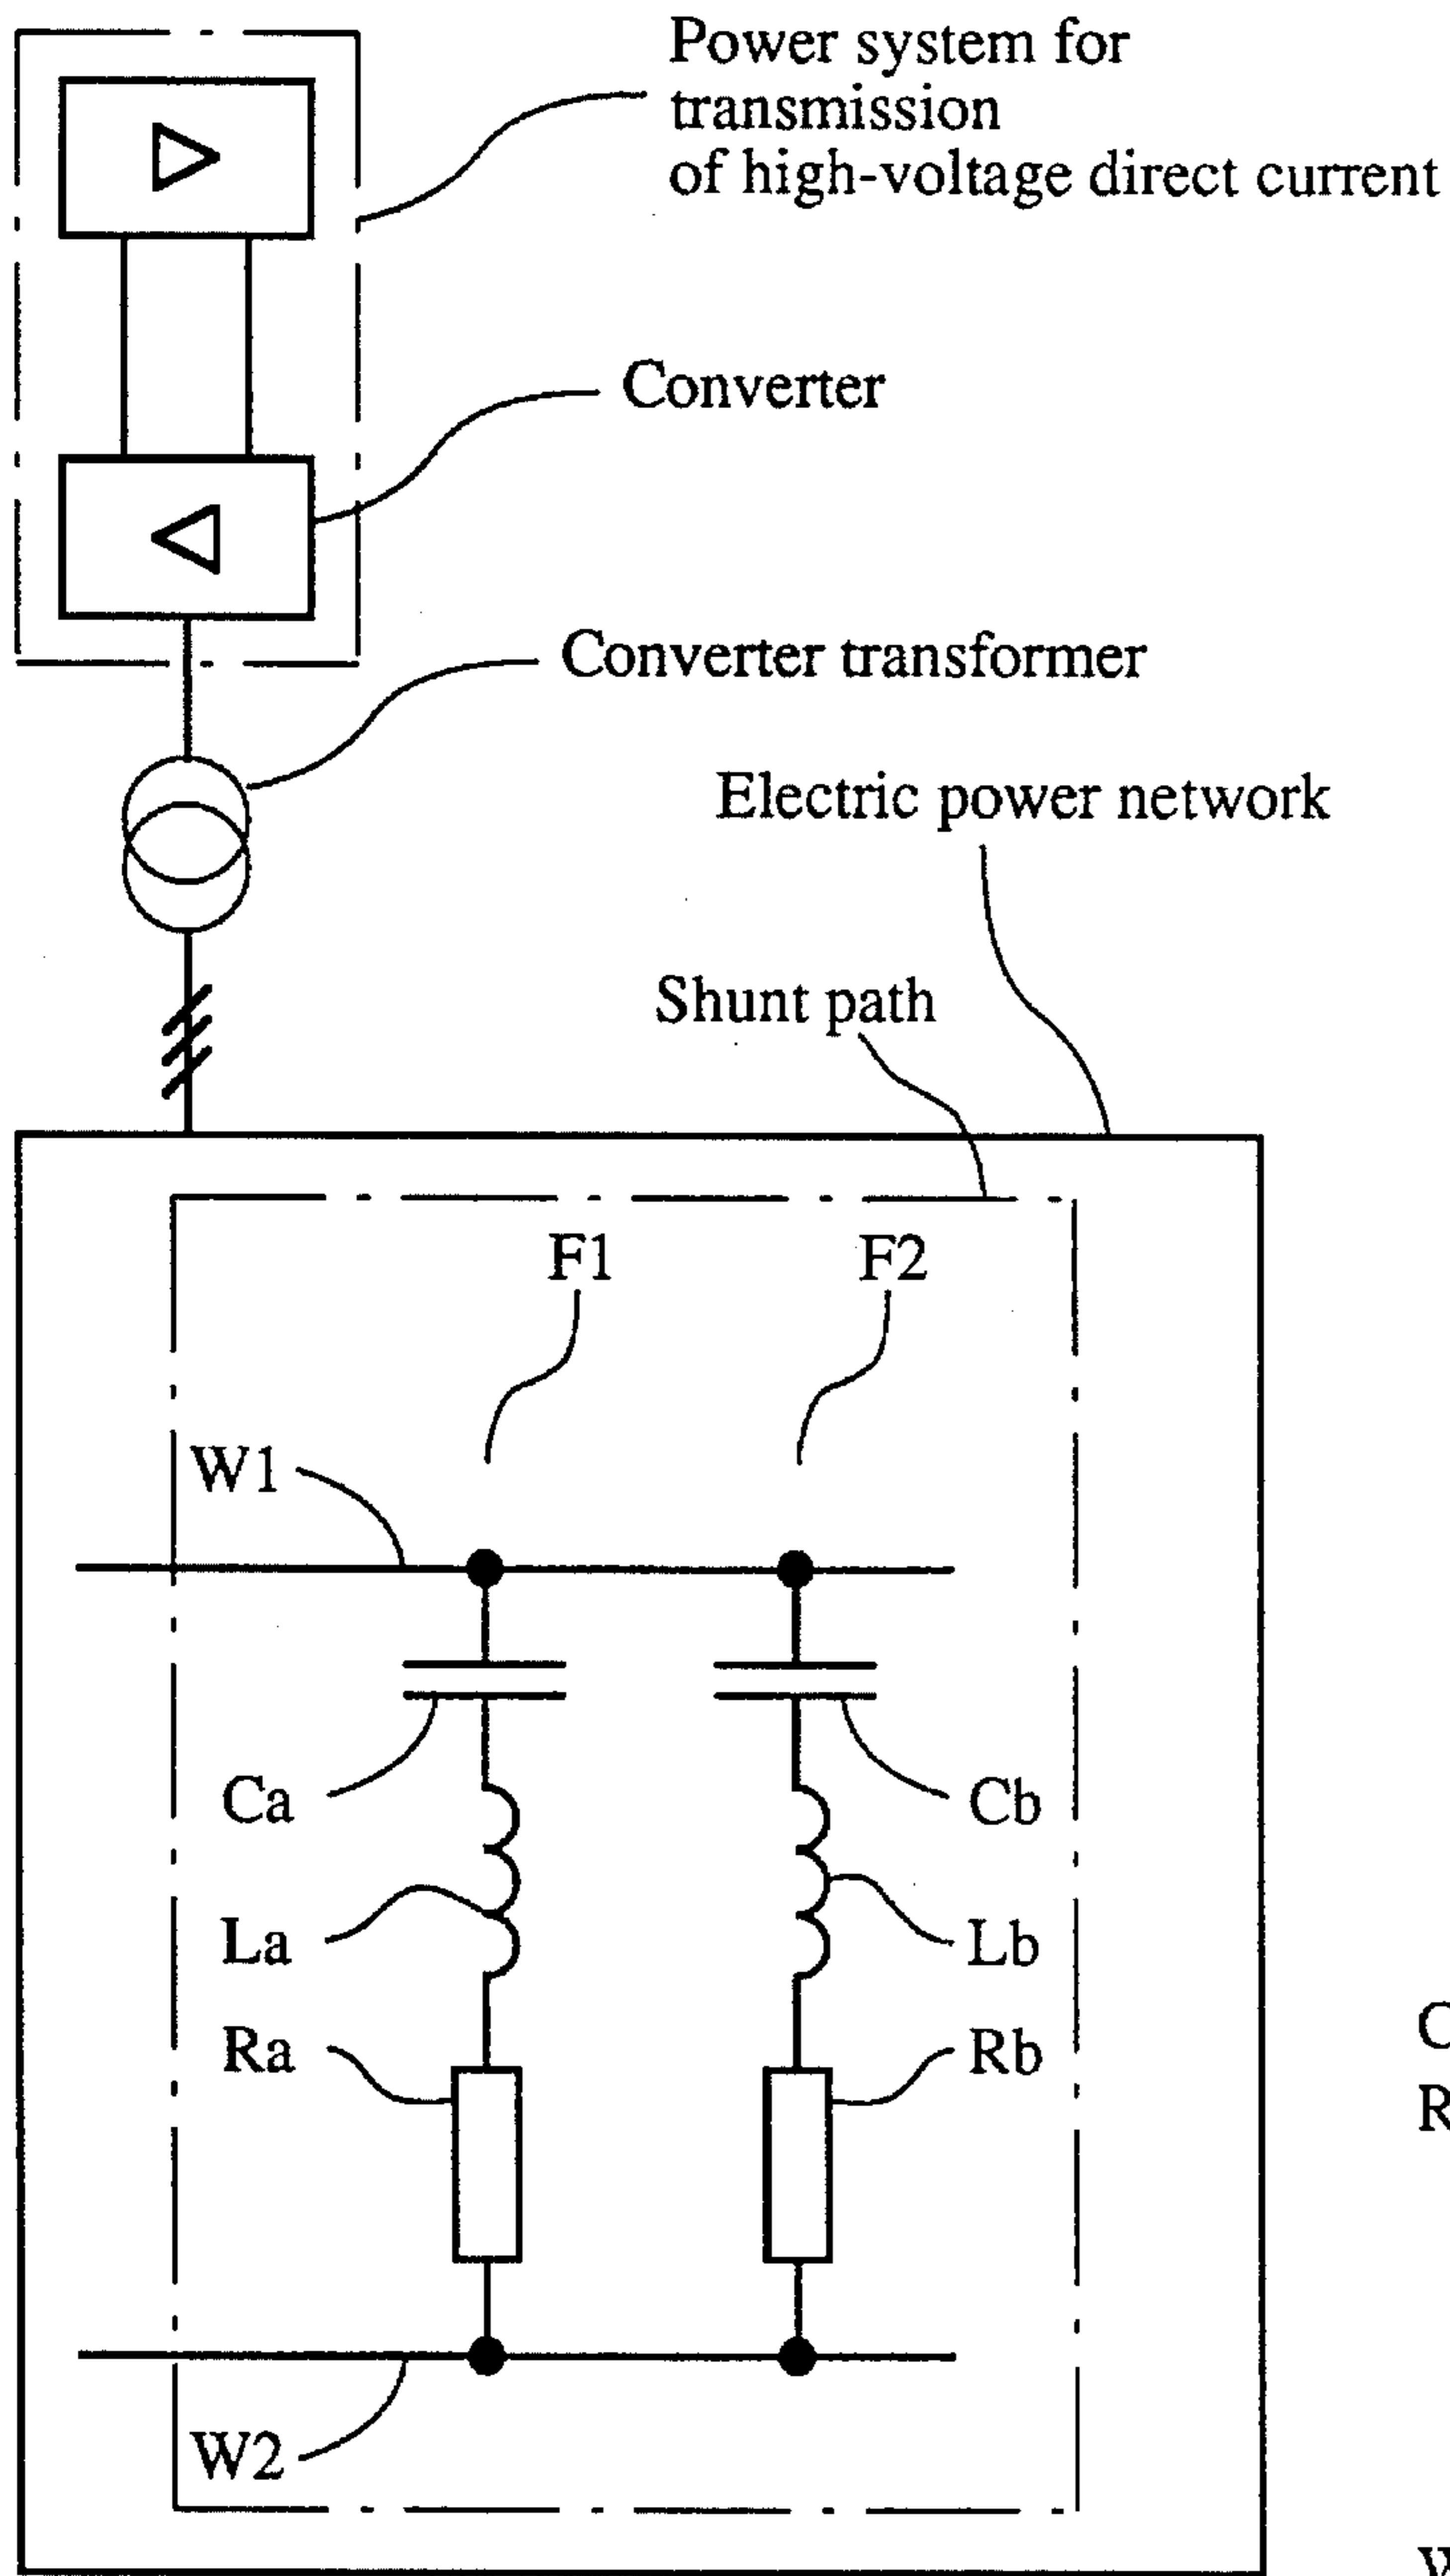 Power system for
transmission
of high-voltage direct current
Converter
Converter transformer
Electric power network
Shunt path
F1 F2
W1
Ca Cb
La Lb
Ra Rb
W2